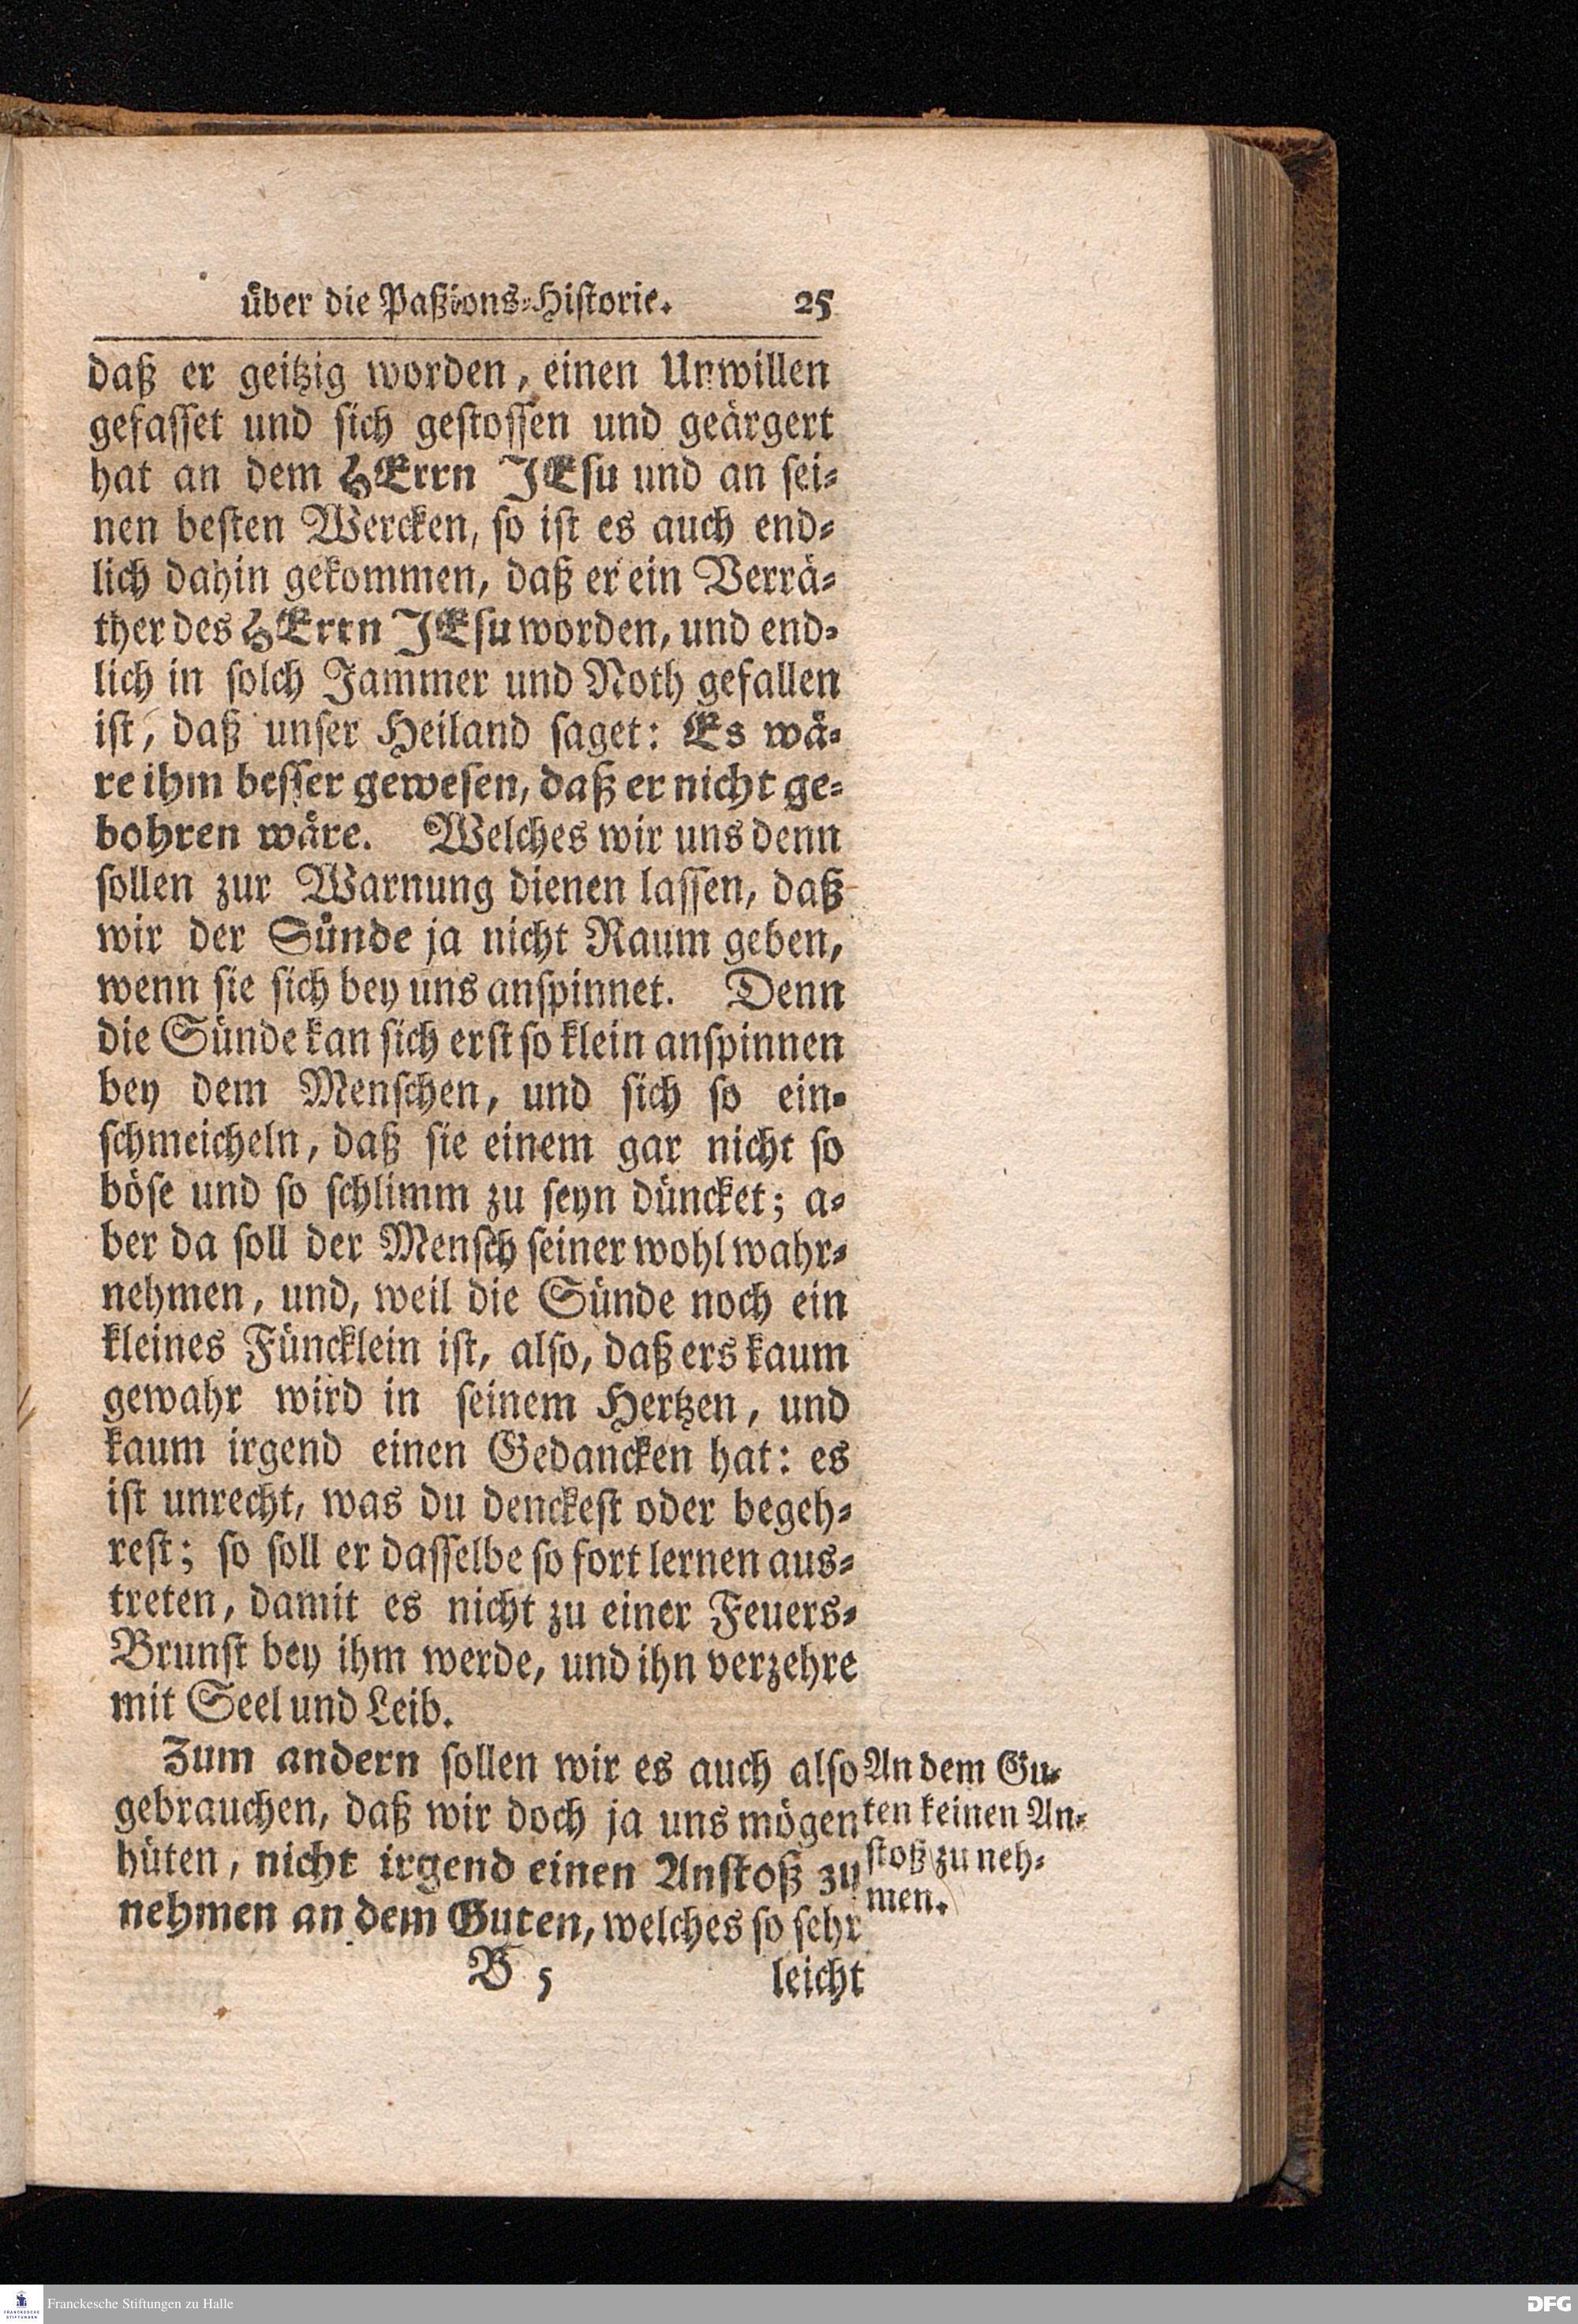 über die Paßions-Historie. 25
daß er geitzig worden, einen Unwillen
gefasset und sich gestossen und geärgert
hat an dem HErrn JEsu und an sei-
nen besten Wercken, so ist es auch end-
lich dahin gekommen, daß er ein Verrä-
ther des HErrn JEsu worden, und end-
lich in solch Jammer und Noth gefallen
ist, daß unser Heiland saget: Es wä-
re ihm besser gewesen, daß er nicht ge-
bohren wäre. Welches wir uns denn
sollen zur Warnung dienen lassen, daß
wir der Sünde ja nicht Raum geben,
wenn sie sich bey uns anspinnet. Denn
die Sünde kan sich erst so klein anspinnen
bey dem Menschen, und sich so ein-
schmeicheln, daß sie einem gar nicht so
böse und so schlimm zu seyn düncket; a-
ber da soll der Mensch seiner wohl wahr-
nehmen, und, weil die Sünde noch ein
kleines Füncklein ist, also, daß ers kaum
gewahr wird in seinem Hertzen, und
kaum irgend einen Gedancken hat: es
ist unrecht, was du denckest oder begeh-
rest; so soll er dasselbe so fort lernen aus-
treten, damit es nicht zu einer Feuers-
Brunst bey ihm werde, und ihn verzehre
mit Seel und Leib.
Zum andern sollen wir es auch also
gebrauchen, daß wir doch ja uns mögen
hüten, nicht irgend einen Anstoß zu
nehmen an dem Guten, welches so sehr
An dem Gu-
ten keinen An-
stoß zu neh-
men.
B 5 leicht
Franckesche Stiftungen zu Halle
DFG